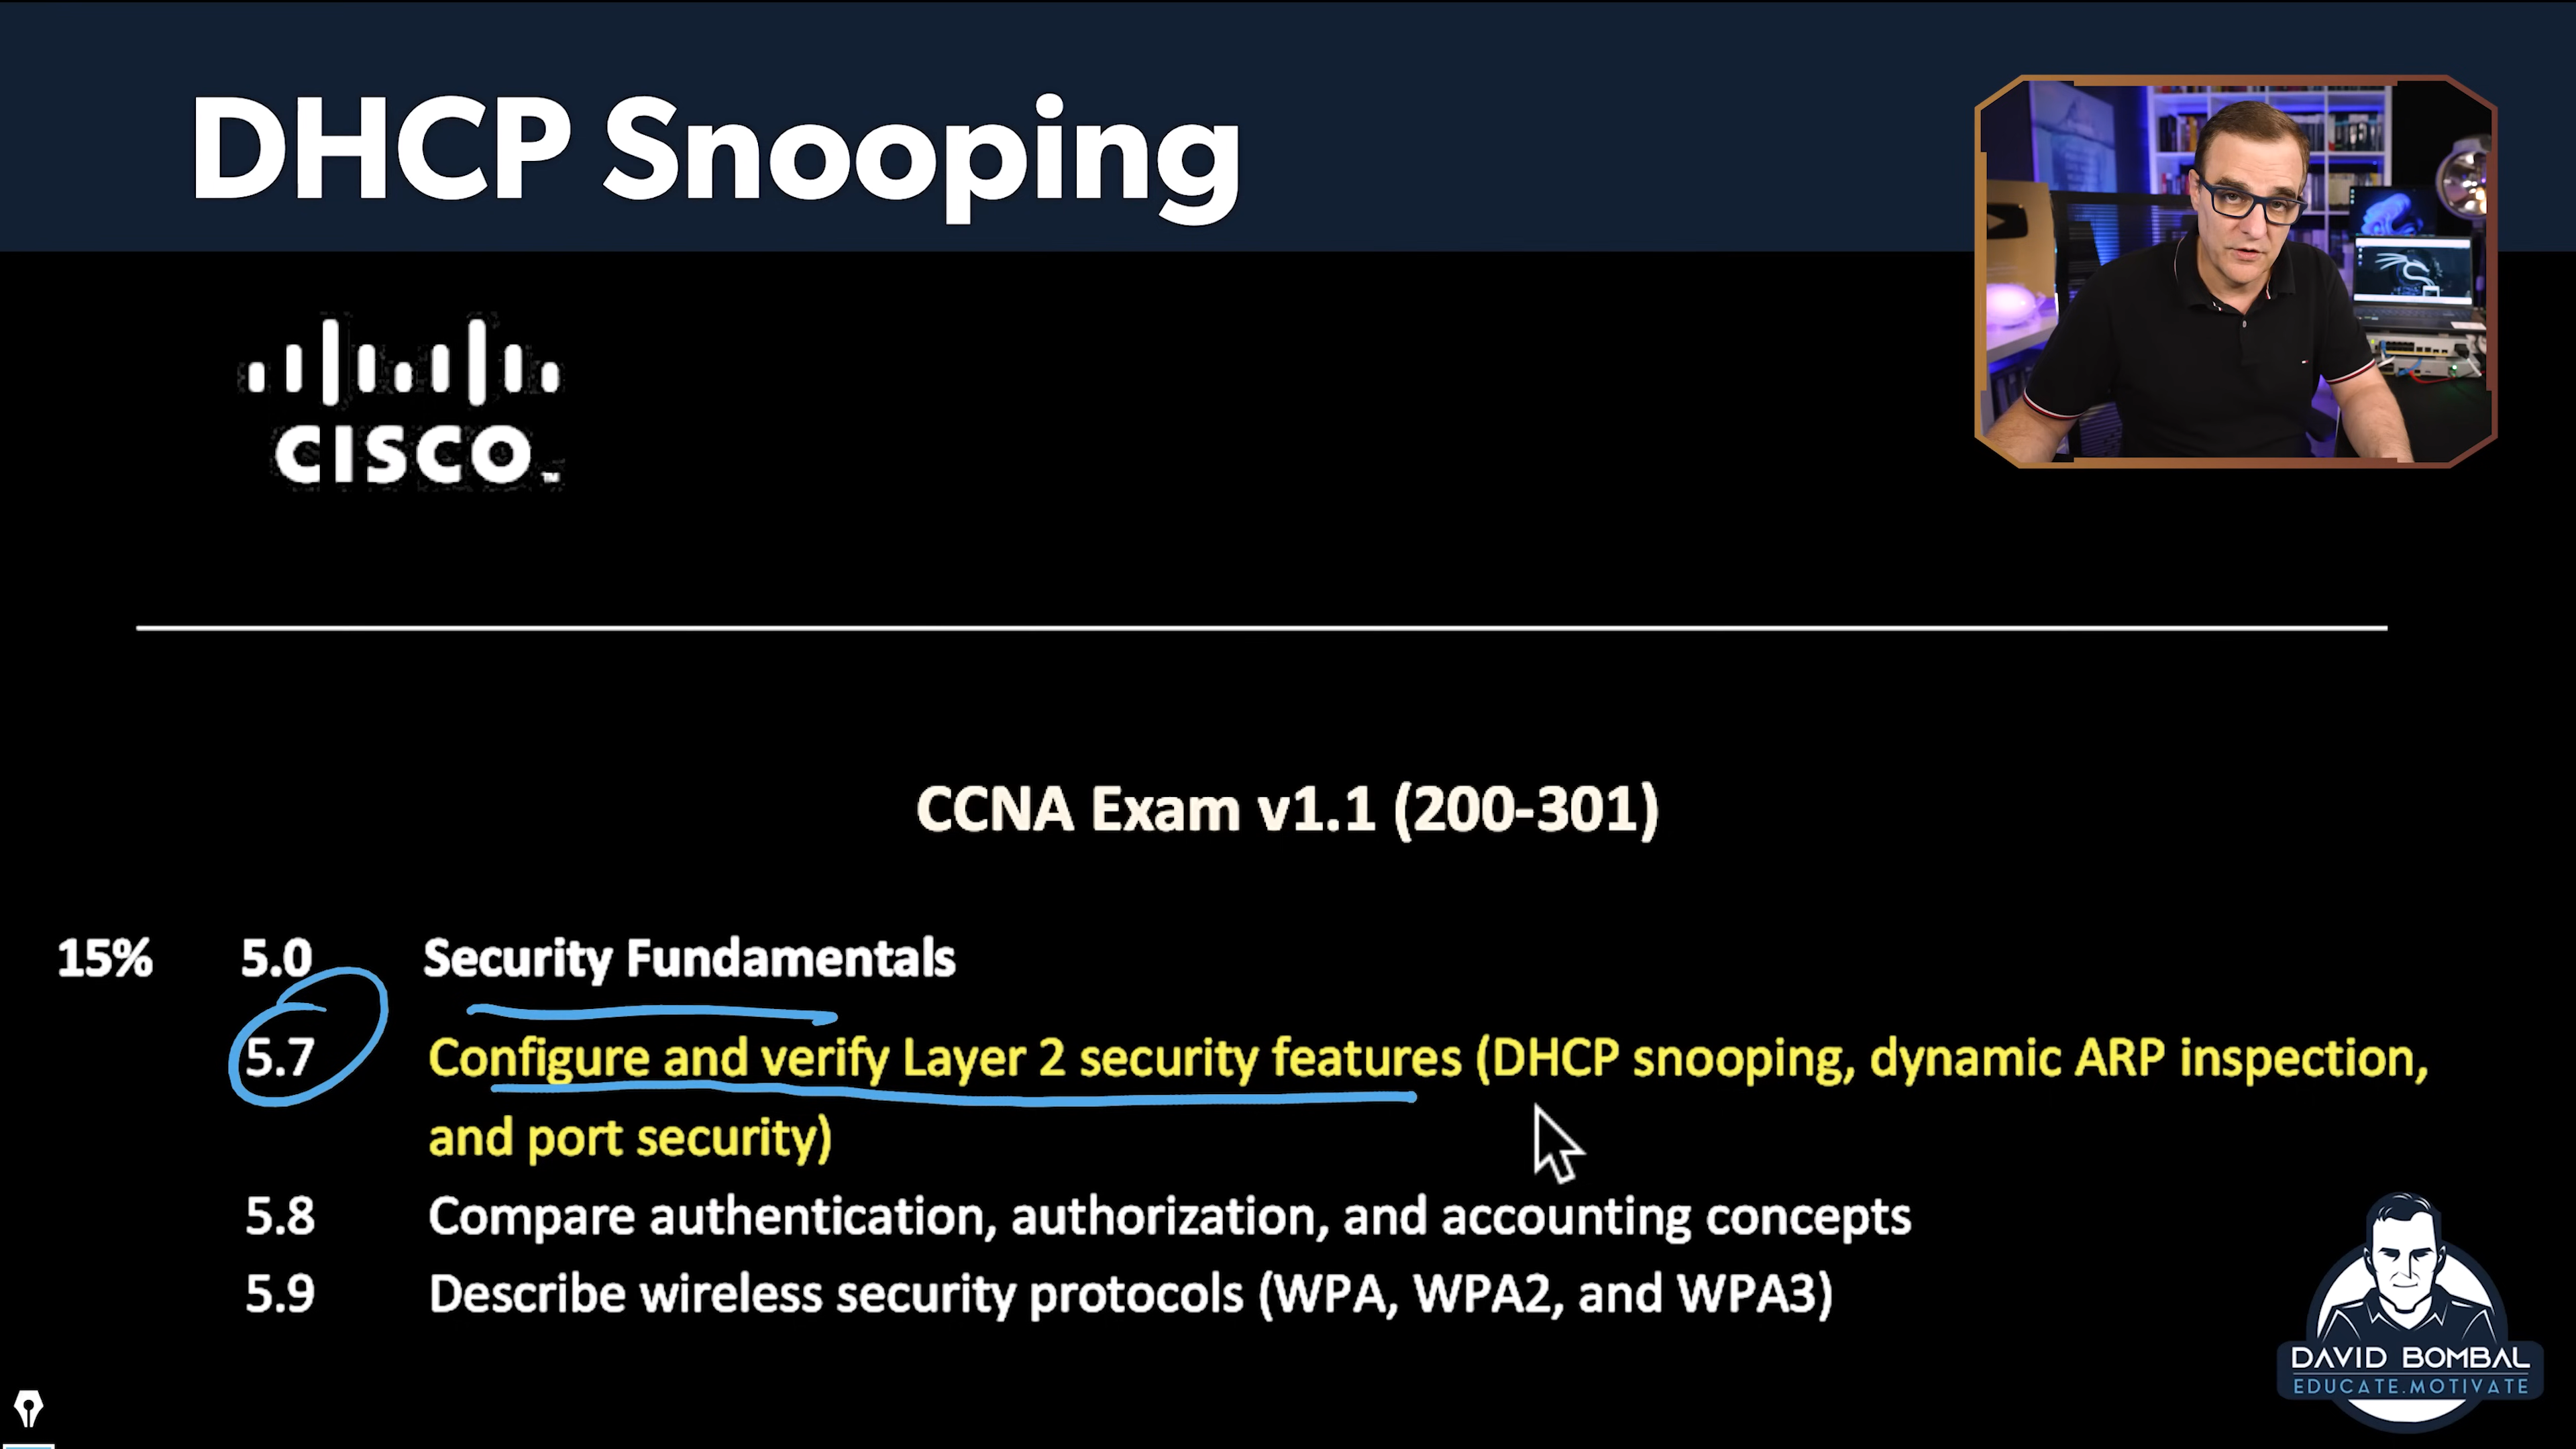 DHCP Snooping
CISCO™
CCNA Exam v1.1 (200-301)
15% 5.0 Security Fundamentals
5.7 Configure and verify Layer 2 security features (DHCP snooping, dynamic ARP inspection,
and port security)
5.8 Compare authentication, authorization, and accounting concepts
5.9 Describe wireless security protocols (WPA, WPA2, and WPA3)
DAVID BOMBAL
EDUCATE.MOTIVATE